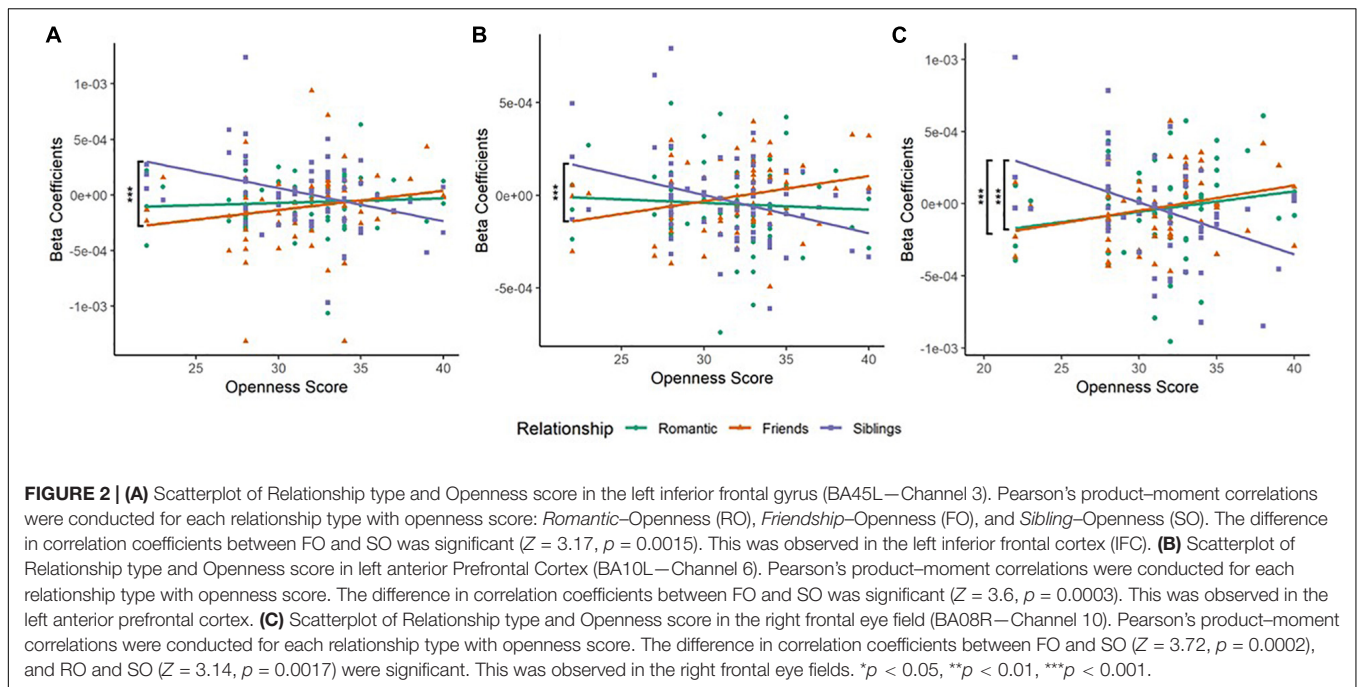 A
B
C
1e-03
5e-04
0e+00
-5e-04
-1e-03
Beta Coefficients
***
25
30
35
40
Openness Score
5e-04
0e+00
-5e-04
Beta Coefficients
***
25
30
35
40
Openness Score
1e-03
5e-04
0e+00
-5e-04
-1e-03
Beta Coefficients
***
***
20
25
30
35
40
Openness Score
Relationship Romantic Friends Siblings
FIGURE 2 | (A) Scatterplot of Relationship type and Openness score in the left inferior frontal gyrus (BA45L—Channel 3). Pearson's product–moment correlations
were conducted for each relationship type with openness score: Romantic–Openness (RO), Friendship–Openness (FO), and Sibling–Openness (SO). The difference
in correlation coefficients between FO and SO was significant (Z = 3.17, p = 0.0015). This was observed in the left inferior frontal cortex (IFC). (B) Scatterplot of
Relationship type and Openness score in left anterior Prefrontal Cortex (BA10L—Channel 6). Pearson's product–moment correlations were conducted for each
relationship type with openness score. The difference in correlation coefficients between FO and SO was significant (Z = 3.6, p = 0.0003). This was observed in the
left anterior prefrontal cortex. (C) Scatterplot of Relationship type and Openness score in the right frontal eye field (BA08R—Channel 10). Pearson's product–moment
correlations were conducted for each relationship type with openness score. The difference in correlation coefficients between FO and SO (Z = 3.72, p = 0.0002),
and RO and SO (Z = 3.14, p = 0.0017) were significant. This was observed in the right frontal eye fields. *p < 0.05, **p < 0.01, ***p < 0.001.